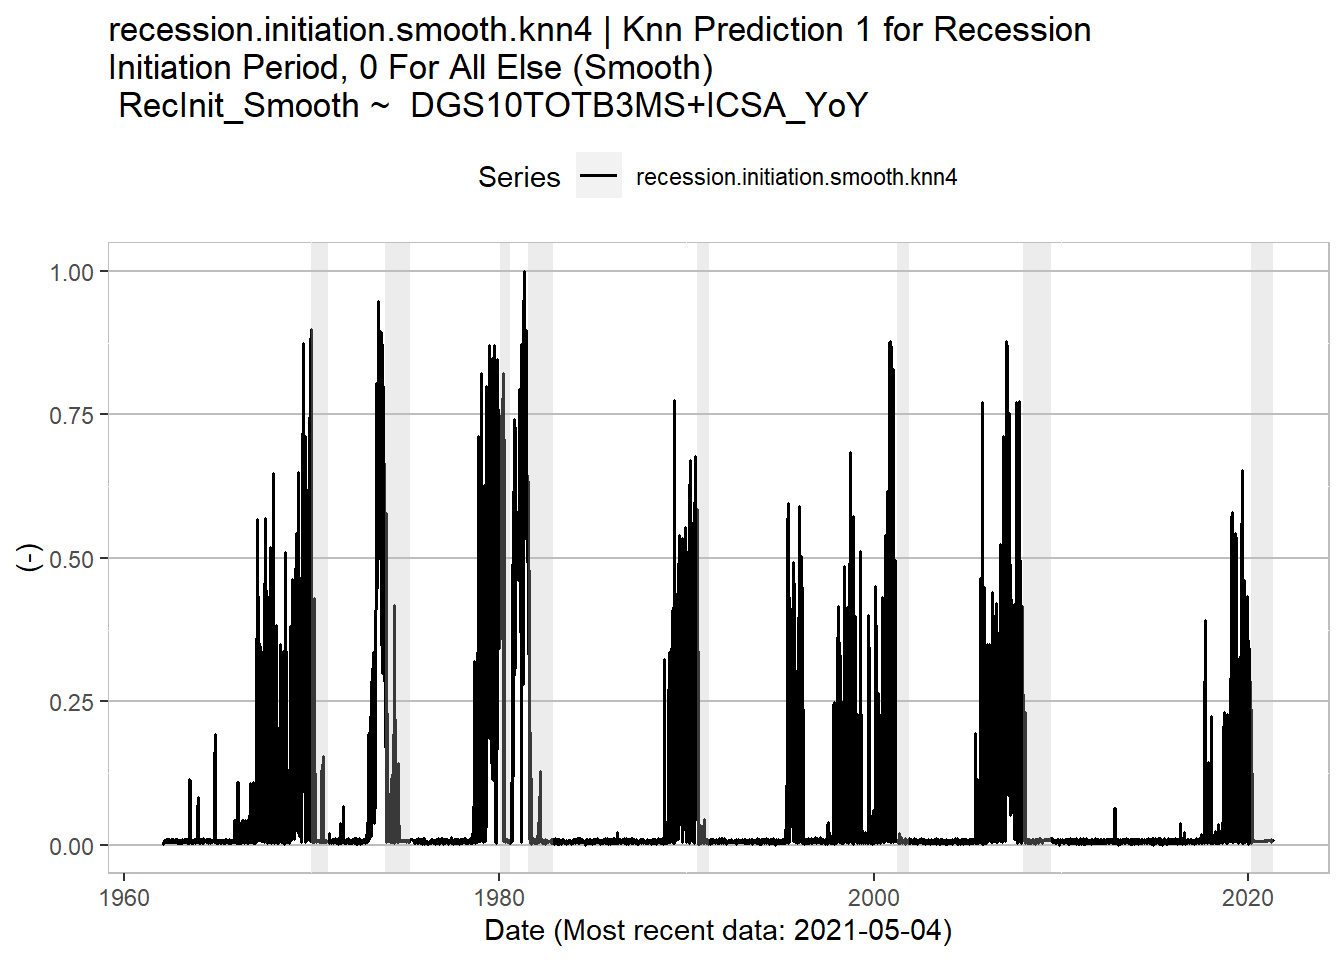 recession.initiation.smooth.knn4 | Knn Prediction 1 for Recession
Initiation Period, 0 For All Else (Smooth)
RecInit_Smooth ~  DGS10TOTB3MS+ICSA_YoY
Series
recession.initiation.smooth.knn4
1.00
0.75
0.50
0.25
0.00
(-)
1960
1980
2000
2020
Date (Most recent data: 2021-05-04)